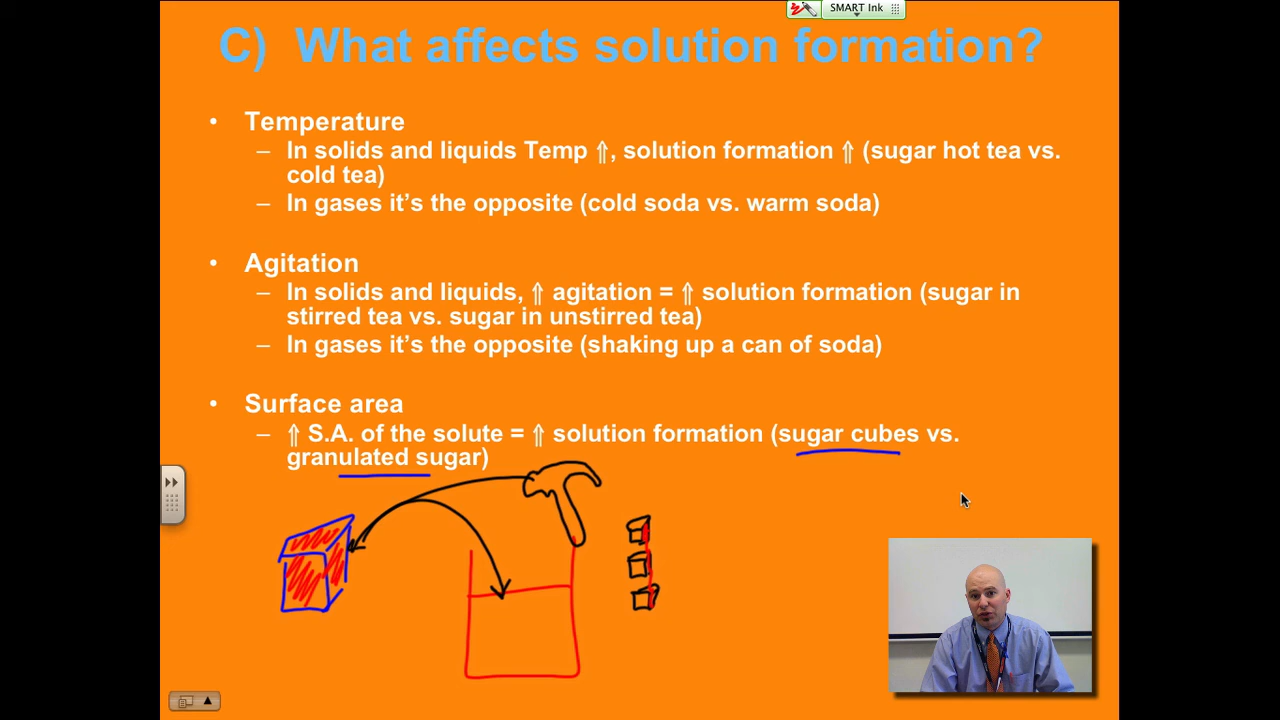 SMART Ink
C) What affects solution formation?
• Temperature
– In solids and liquids Temp ⇑, solution formation ⇑ (sugar hot tea vs.
cold tea)
– In gases it’s the opposite (cold soda vs. warm soda)
• Agitation
– In solids and liquids, ⇑ agitation = ⇑ solution formation (sugar in
stirred tea vs. sugar in unstirred tea)
– In gases it’s the opposite (shaking up a can of soda)
• Surface area
– ⇑ S.A. of the solute = ⇑ solution formation (sugar cubes vs.
granulated sugar)